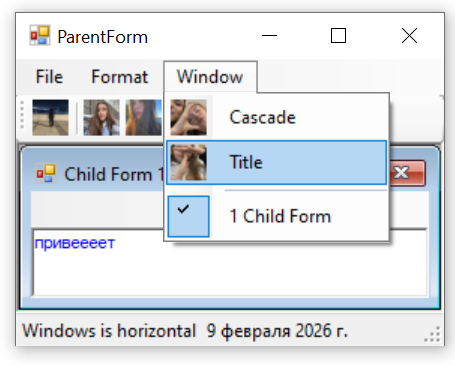 ParentForm
File Format Window
Cascade
Child Form 1
Title
1 Child Form
привеееет
Windows is horizontal 9 февраля 2026 г.